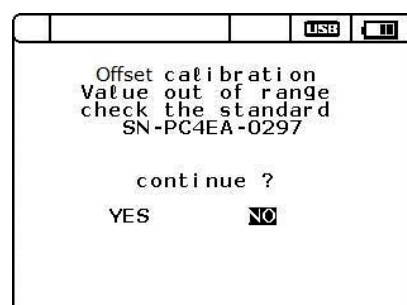 USB
Offset calibration
Value out of range
check the standard
SN-PC4EA-0297
continue ?
YES NO